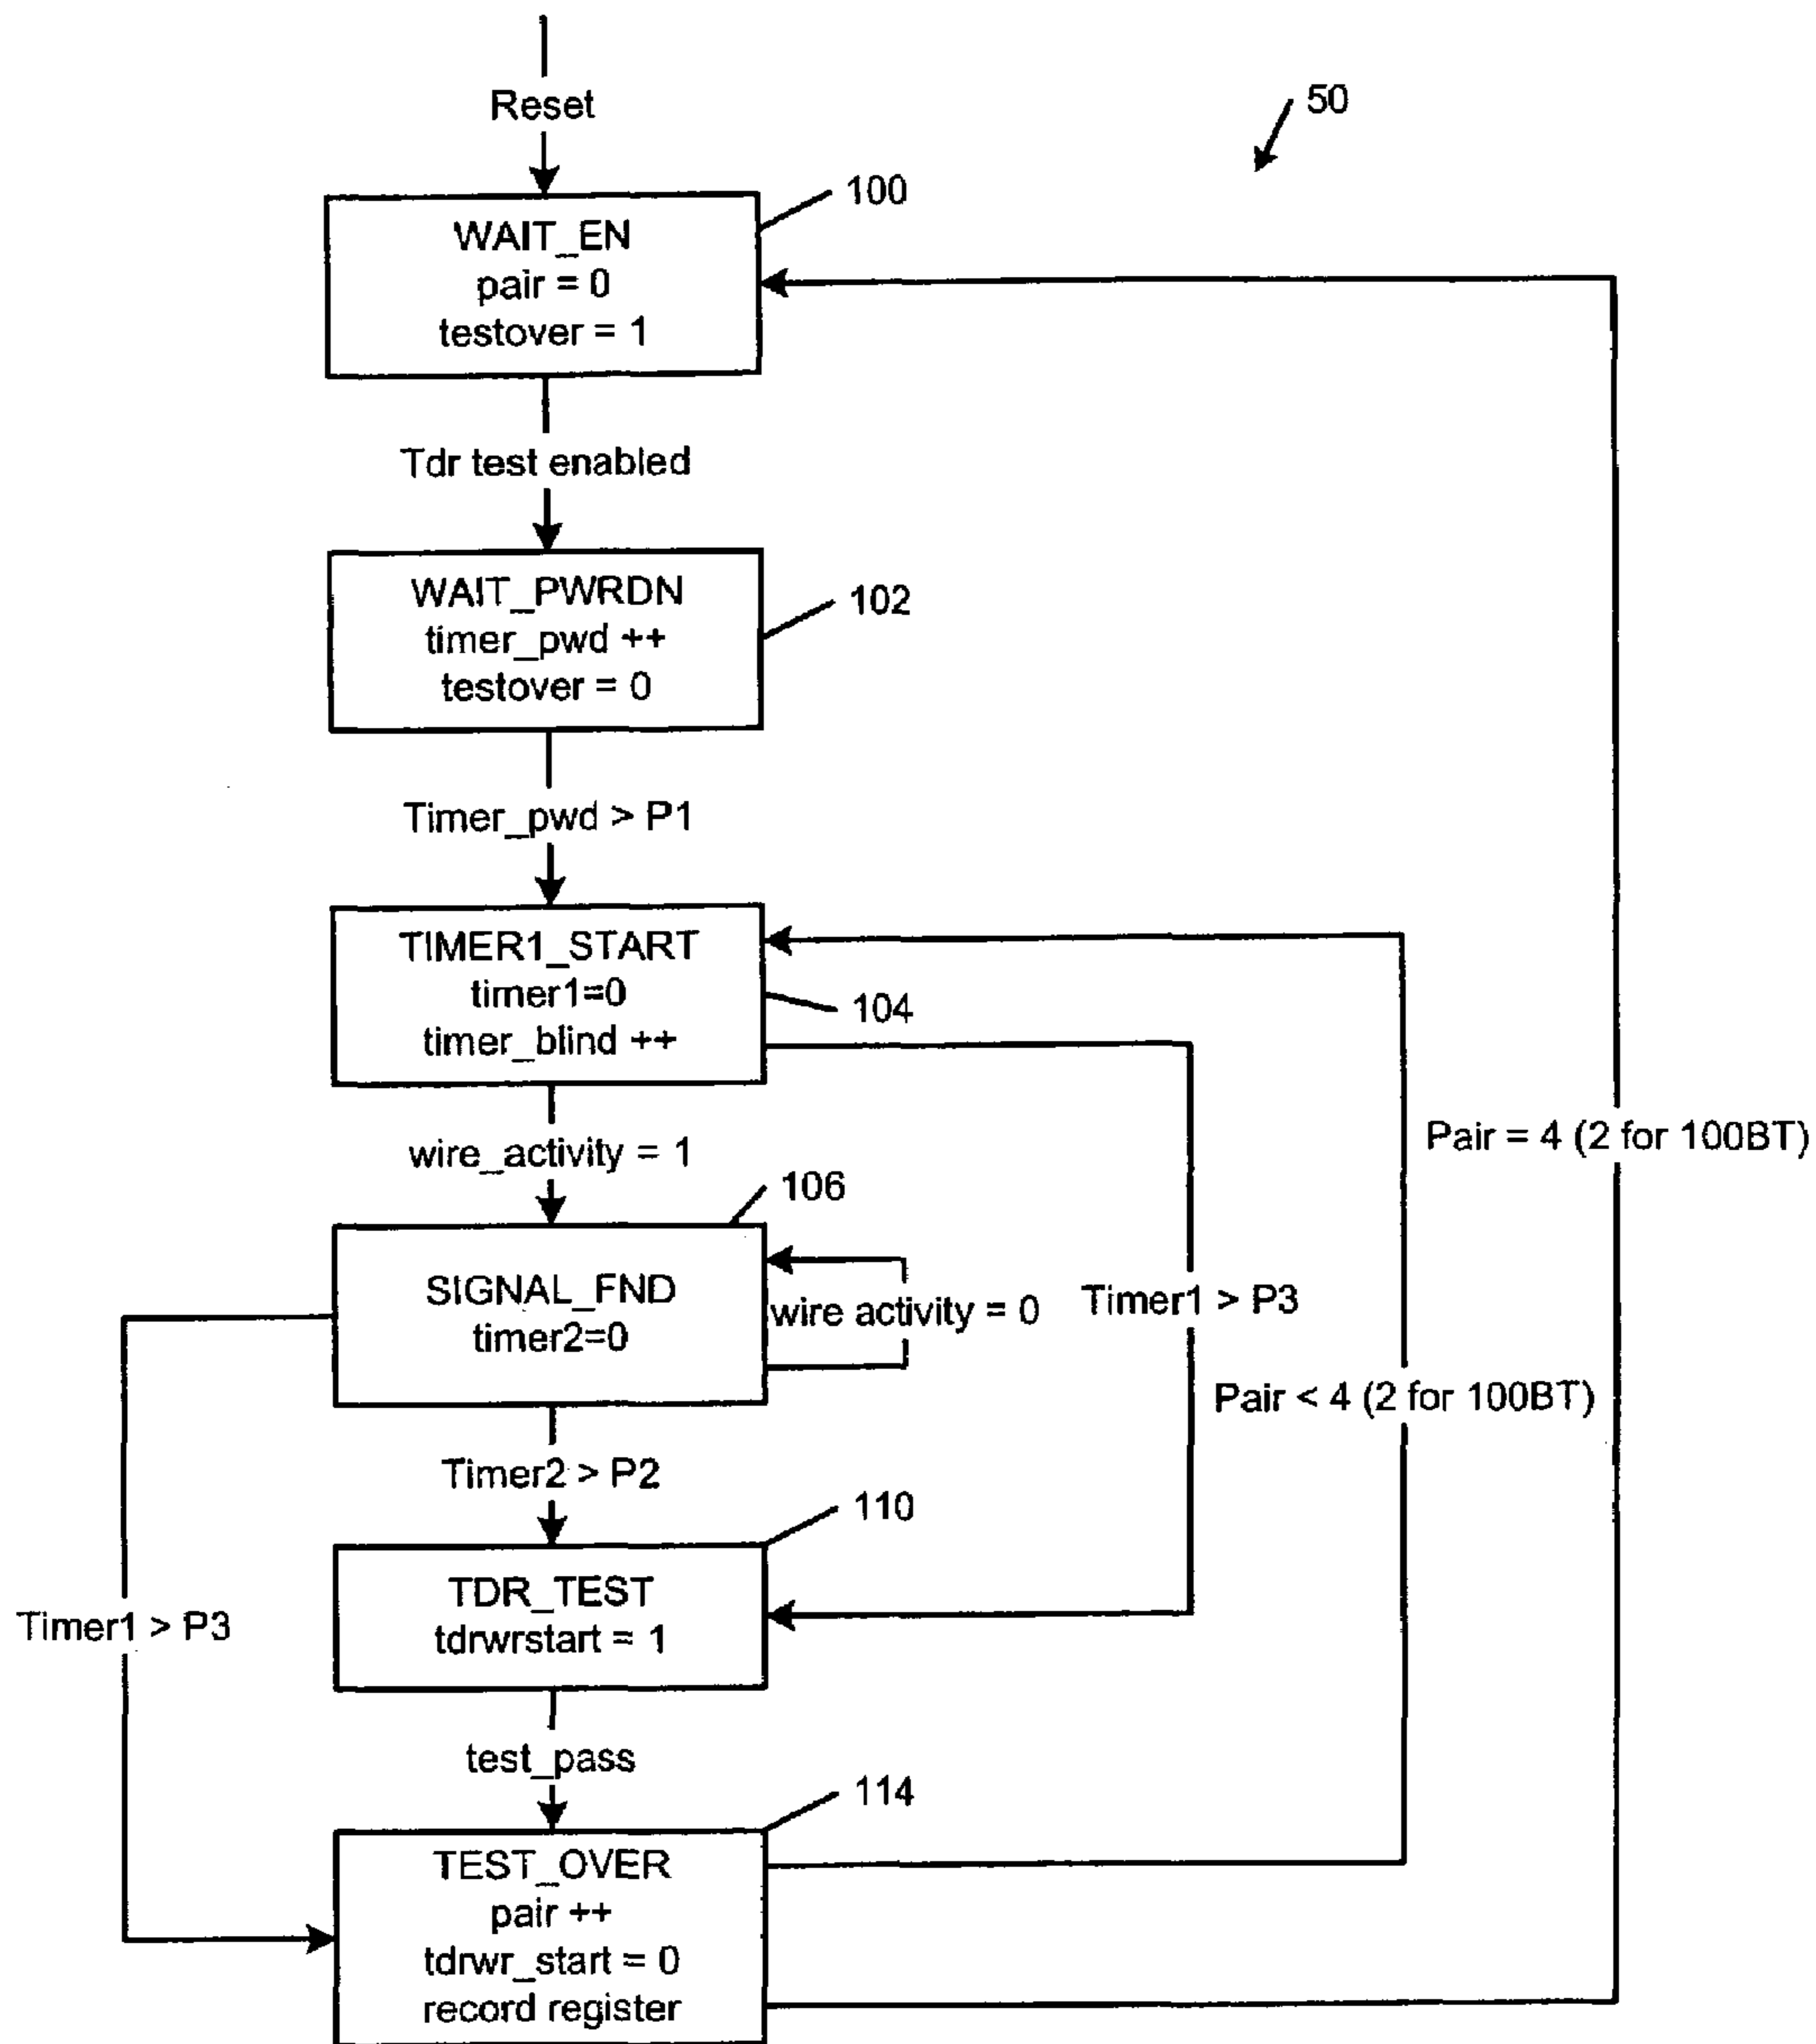 Reset
50
100
WAIT_EN
pair = 0
testover = 1
Tdr test enabled
102
WAIT_PWRDN
timer_pwd ++
testover = 0
Timer_pwd > P1
TIMER1_START
timer1=0
timer_blind ++
104
wire_activity = 1
Pair = 4 (2 for 100BT)
106
SIGNAL_FND
timer2=0
wire activity = 0
Timer1 > P3
Pair < 4 (2 for 100BT)
Timer2 > P2
110
TDR_TEST
tdrwrstart = 1
Timer1 > P3
test_pass
114
TEST_OVER
pair ++
tdrwr_start = 0
record register